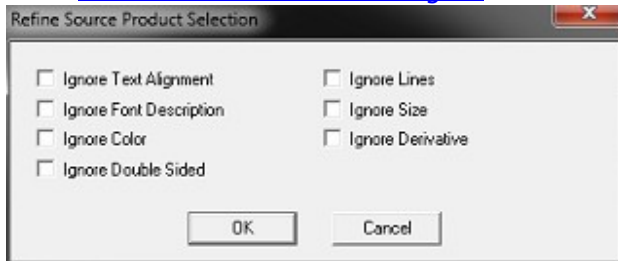 Refine Source Product Selection
Ignore Text Alignment
Ignore Lines
Ignore Font Description
Ignore Size
Ignore Color
Ignore Derivative
Ignore Double Sided
OK
Cancel